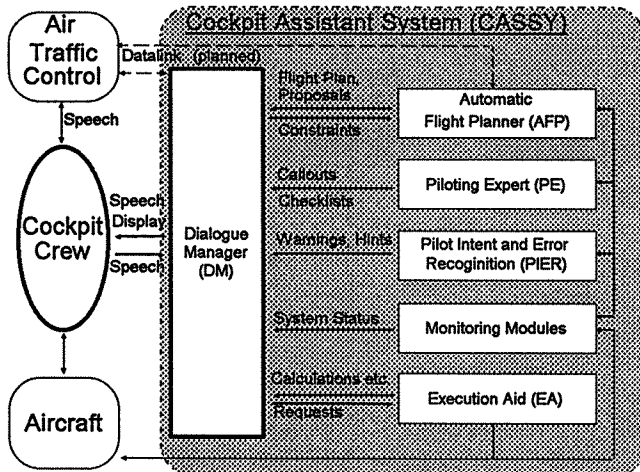 Cockpit Assistant System (CASSY)
Air
Traffic
Control
Datalink (planned)
Speech
Flight Plan,
Proposals
Constraints
Automatic
Flight Planner (AFP)
Callouts
Checklists
Piloting Expert (PE)
Cockpit
Crew
Speech
Display
Speech
Dialogue
Manager
(DM)
Warnings, Hints
Pilot Intent and Error
Recoginition (PIER)
System Status
Monitoring Modules
Calculations etc.
Requests
Execution Aid (EA)
Aircraft